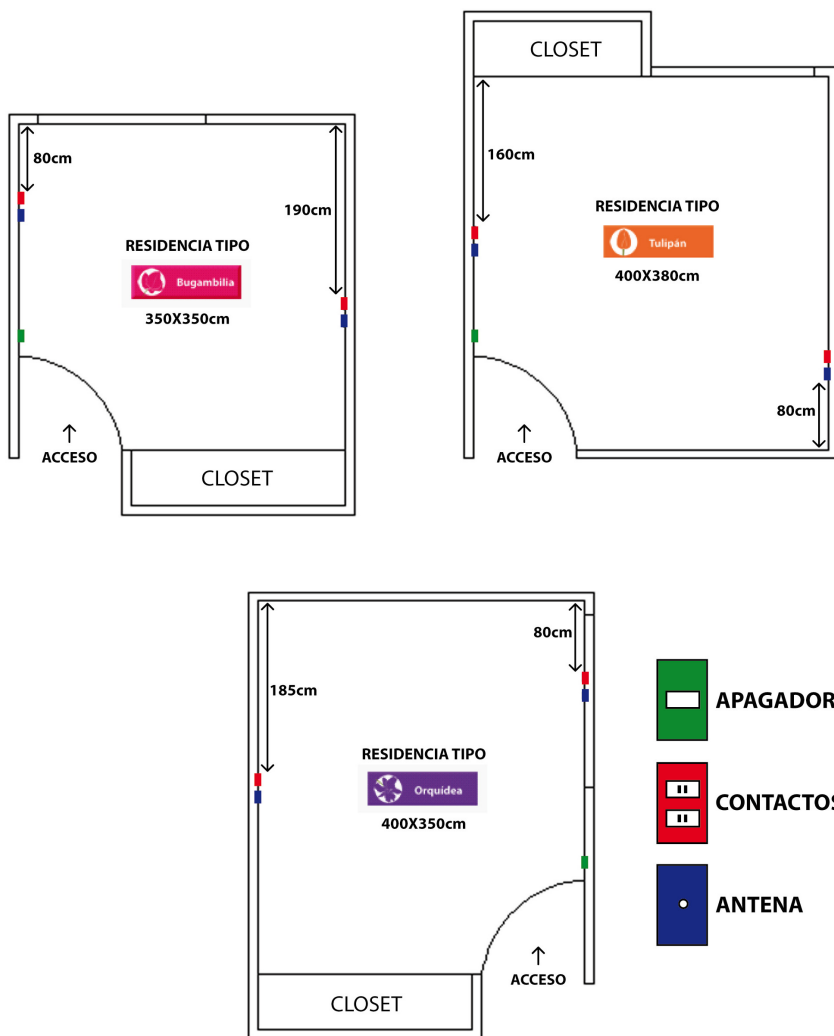 CLOSET
80cm
190cm
RESIDENCIA TIPO
Bugambilia
350X350cm
ACCESO
CLOSET
160cm
RESIDENCIA TIPO
Tulipán
400X380cm
80cm
ACCESO
80cm
185cm
RESIDENCIA TIPO
Orquídea
400X350cm
ACCESO
CLOSET
APAGADOR
CONTACTOS
ANTENA